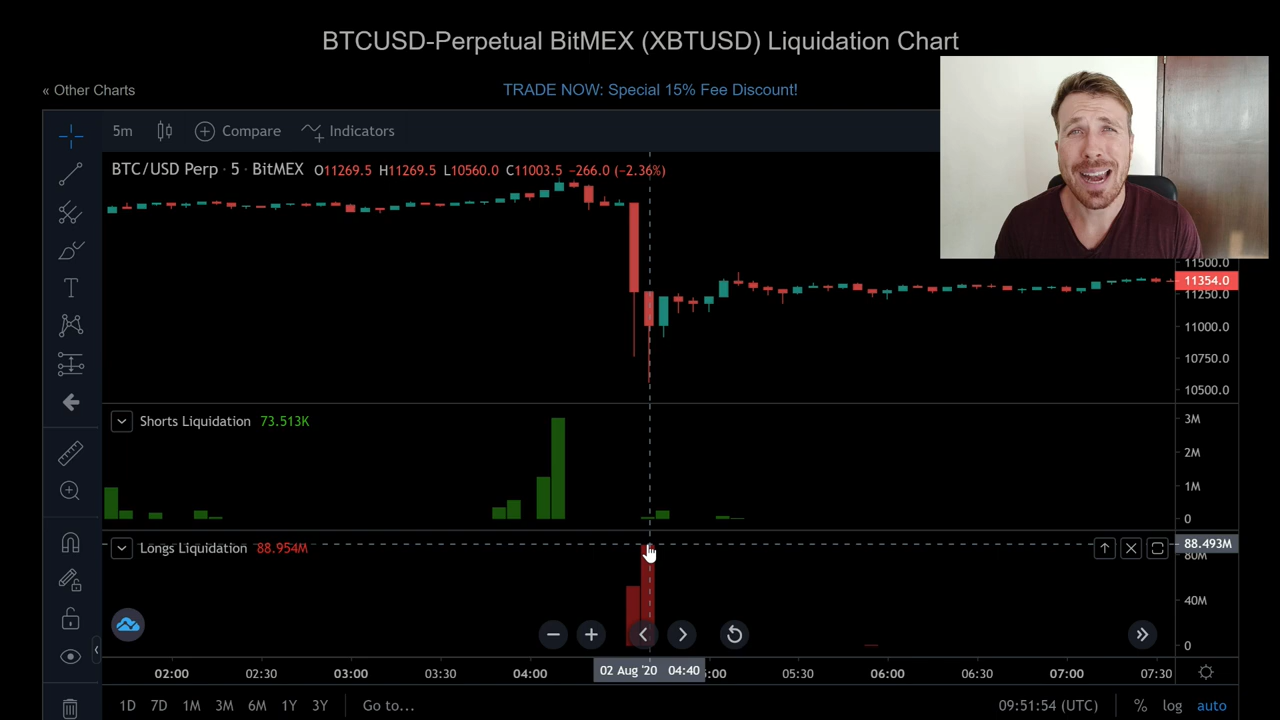 BTCUSD-Perpetual BitMEX (XBTUSD) Liquidation Chart
« Other Charts
TRADE NOW: Special 15% Fee Discount!
5m Compare Indicators
BTC/USD Perp · 5 · BitMEX O11269.5 H11269.5 L10560.0 C11003.5 −266.0 (−2.36%)
11500.0
11354.0
11250.0
11000.0
10750.0
10500.0
Shorts Liquidation 73.513K
3M
2M
1M
0
Longs Liquidation 88.954M
88.493M
80M
40M
0
02:00 02:30 03:00 03:30 04:00 02 Aug '20 04:40 5:00 05:30 06:00 06:30 07:00 07:30
1D 7D 1M 3M 6M 1Y 3Y Go to... 09:51:54 (UTC) % log auto